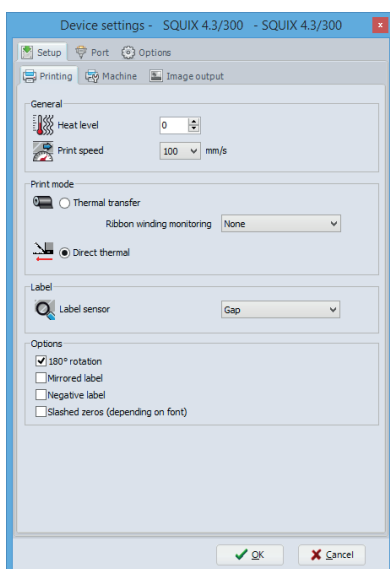 Device settings - SQUIX 4.3/300 - SQUIX 4.3/300 x
Setup Port Options
Printing Machine Image output
General
Heat level 0
Print speed 100 mm/s
Print mode
Thermal transfer
Ribbon winding monitoring None
Direct thermal
Label
Label sensor Gap
Options
180° rotation
Mirrored label
Negative label
Slashed zeros (depending on font)
OK Cancel